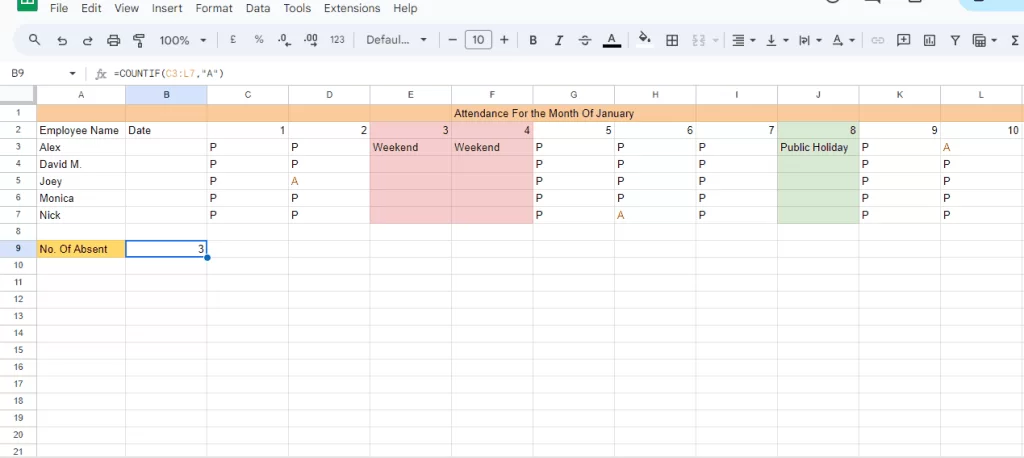 File Edit View Insert Format Data Tools Extensions Help
100% £ % .0 .00 123 Defaul... − 10 + B I S A A Σ
B9 fx =COUNTIF(C3:L7,"A")
A B C D E F G H I J K L
1 Attendance For the Month Of January
2 Employee Name Date 1 2 3 4 5 6 7 8 9 10
3 Alex P P Weekend Weekend P P P Public Holiday P A
4 David M. P P P P P P P
5 Joey P A P P P P P
6 Monica P P P P P P P
7 Nick P P P A P P P
8
9 No. Of Absent 3
10
11
12
13
14
15
16
17
18
19
20
21